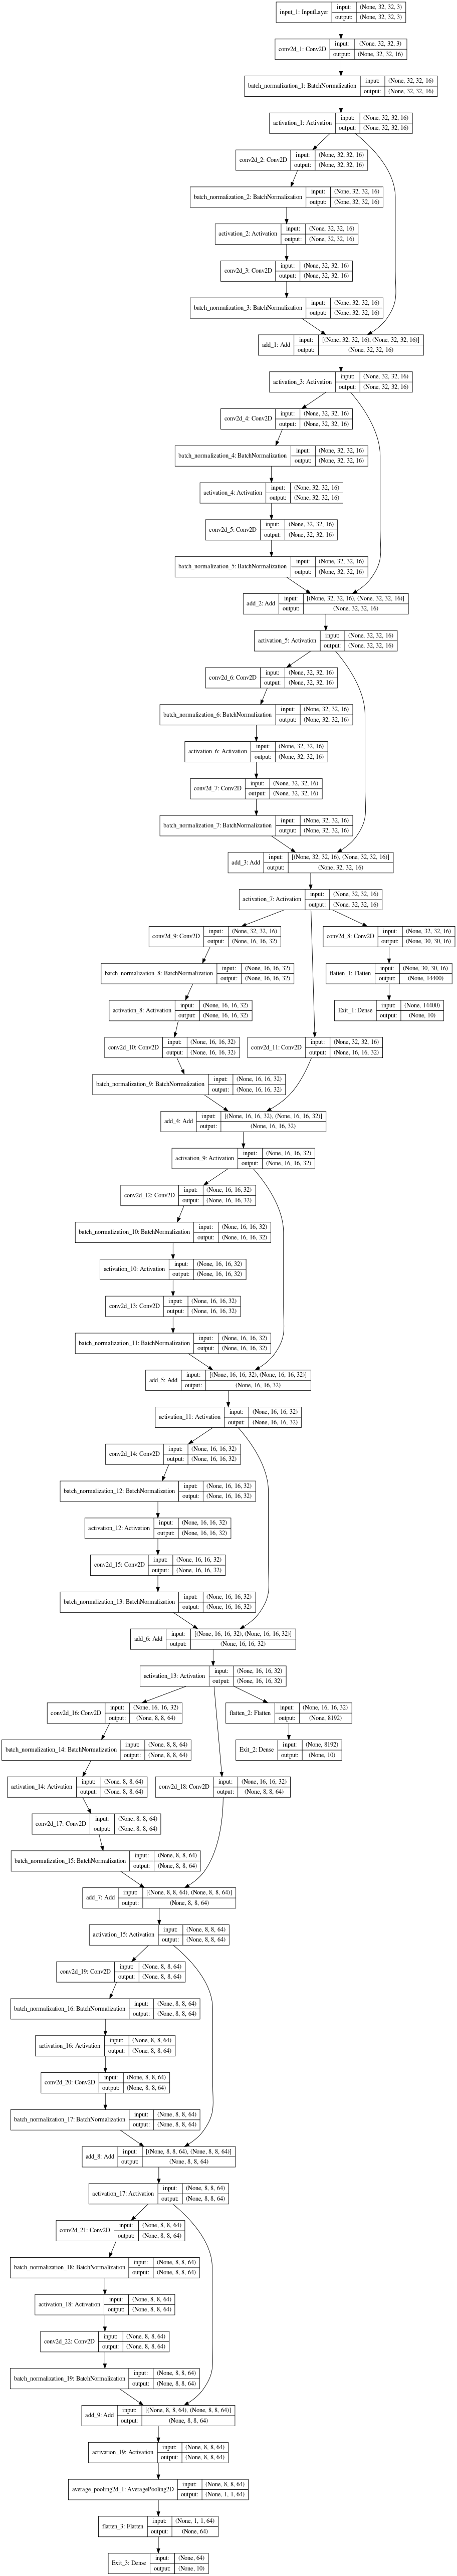 input_1: InputLayer input: (None, 32, 32, 3)
output: (None, 32, 32, 3)
conv2d_1: Conv2D input: (None, 32, 32, 3)
output: (None, 32, 32, 16)
batch_normalization_1: BatchNormalization input: (None, 32, 32, 16)
output: (None, 32, 32, 16)
activation_1: Activation input: (None, 32, 32, 16)
output: (None, 32, 32, 16)
conv2d_2: Conv2D input: (None, 32, 32, 16)
output: (None, 32, 32, 16)
batch_normalization_2: BatchNormalization input: (None, 32, 32, 16)
output: (None, 32, 32, 16)
activation_2: Activation input: (None, 32, 32, 16)
output: (None, 32, 32, 16)
conv2d_3: Conv2D input: (None, 32, 32, 16)
output: (None, 32, 32, 16)
batch_normalization_3: BatchNormalization input: (None, 32, 32, 16)
output: (None, 32, 32, 16)
add_1: Add input: [(None, 32, 32, 16), (None, 32, 32, 16)]
output: (None, 32, 32, 16)
activation_3: Activation input: (None, 32, 32, 16)
output: (None, 32, 32, 16)
conv2d_4: Conv2D input: (None, 32, 32, 16)
output: (None, 32, 32, 16)
batch_normalization_4: BatchNormalization input: (None, 32, 32, 16)
output: (None, 32, 32, 16)
activation_4: Activation input: (None, 32, 32, 16)
output: (None, 32, 32, 16)
conv2d_5: Conv2D input: (None, 32, 32, 16)
output: (None, 32, 32, 16)
batch_normalization_5: BatchNormalization input: (None, 32, 32, 16)
output: (None, 32, 32, 16)
add_2: Add input: [(None, 32, 32, 16), (None, 32, 32, 16)]
output: (None, 32, 32, 16)
activation_5: Activation input: (None, 32, 32, 16)
output: (None, 32, 32, 16)
conv2d_6: Conv2D input: (None, 32, 32, 16)
output: (None, 32, 32, 16)
batch_normalization_6: BatchNormalization input: (None, 32, 32, 16)
output: (None, 32, 32, 16)
activation_6: Activation input: (None, 32, 32, 16)
output: (None, 32, 32, 16)
conv2d_7: Conv2D input: (None, 32, 32, 16)
output: (None, 32, 32, 16)
batch_normalization_7: BatchNormalization input: (None, 32, 32, 16)
output: (None, 32, 32, 16)
add_3: Add input: [(None, 32, 32, 16), (None, 32, 32, 16)]
output: (None, 32, 32, 16)
activation_7: Activation input: (None, 32, 32, 16)
output: (None, 32, 32, 16)
conv2d_9: Conv2D input: (None, 32, 32, 16)
output: (None, 16, 16, 32)
conv2d_8: Conv2D input: (None, 32, 32, 16)
output: (None, 30, 30, 16)
batch_normalization_8: BatchNormalization input: (None, 16, 16, 32)
output: (None, 16, 16, 32)
flatten_1: Flatten input: (None, 30, 30, 16)
output: (None, 14400)
activation_8: Activation input: (None, 16, 16, 32)
output: (None, 16, 16, 32)
Exit_1: Dense input: (None, 14400)
output: (None, 10)
conv2d_10: Conv2D input: (None, 16, 16, 32)
output: (None, 16, 16, 32)
conv2d_11: Conv2D input: (None, 32, 32, 16)
output: (None, 16, 16, 32)
batch_normalization_9: BatchNormalization input: (None, 16, 16, 32)
output: (None, 16, 16, 32)
add_4: Add input: [(None, 16, 16, 32), (None, 16, 16, 32)]
output: (None, 16, 16, 32)
activation_9: Activation input: (None, 16, 16, 32)
output: (None, 16, 16, 32)
conv2d_12: Conv2D input: (None, 16, 16, 32)
output: (None, 16, 16, 32)
batch_normalization_10: BatchNormalization input: (None, 16, 16, 32)
output: (None, 16, 16, 32)
activation_10: Activation input: (None, 16, 16, 32)
output: (None, 16, 16, 32)
conv2d_13: Conv2D input: (None, 16, 16, 32)
output: (None, 16, 16, 32)
batch_normalization_11: BatchNormalization input: (None, 16, 16, 32)
output: (None, 16, 16, 32)
add_5: Add input: [(None, 16, 16, 32), (None, 16, 16, 32)]
output: (None, 16, 16, 32)
activation_11: Activation input: (None, 16, 16, 32)
output: (None, 16, 16, 32)
conv2d_14: Conv2D input: (None, 16, 16, 32)
output: (None, 16, 16, 32)
batch_normalization_12: BatchNormalization input: (None, 16, 16, 32)
output: (None, 16, 16, 32)
activation_12: Activation input: (None, 16, 16, 32)
output: (None, 16, 16, 32)
conv2d_15: Conv2D input: (None, 16, 16, 32)
output: (None, 16, 16, 32)
batch_normalization_13: BatchNormalization input: (None, 16, 16, 32)
output: (None, 16, 16, 32)
add_6: Add input: [(None, 16, 16, 32), (None, 16, 16, 32)]
output: (None, 16, 16, 32)
activation_13: Activation input: (None, 16, 16, 32)
output: (None, 16, 16, 32)
conv2d_16: Conv2D input: (None, 16, 16, 32)
output: (None, 8, 8, 64)
flatten_2: Flatten input: (None, 16, 16, 32)
output: (None, 8192)
batch_normalization_14: BatchNormalization input: (None, 8, 8, 64)
output: (None, 8, 8, 64)
Exit_2: Dense input: (None, 8192)
output: (None, 10)
activation_14: Activation input: (None, 8, 8, 64)
output: (None, 8, 8, 64)
conv2d_18: Conv2D input: (None, 16, 16, 32)
output: (None, 8, 8, 64)
conv2d_17: Conv2D input: (None, 8, 8, 64)
output: (None, 8, 8, 64)
batch_normalization_15: BatchNormalization input: (None, 8, 8, 64)
output: (None, 8, 8, 64)
add_7: Add input: [(None, 8, 8, 64), (None, 8, 8, 64)]
output: (None, 8, 8, 64)
activation_15: Activation input: (None, 8, 8, 64)
output: (None, 8, 8, 64)
conv2d_19: Conv2D input: (None, 8, 8, 64)
output: (None, 8, 8, 64)
batch_normalization_16: BatchNormalization input: (None, 8, 8, 64)
output: (None, 8, 8, 64)
activation_16: Activation input: (None, 8, 8, 64)
output: (None, 8, 8, 64)
conv2d_20: Conv2D input: (None, 8, 8, 64)
output: (None, 8, 8, 64)
batch_normalization_17: BatchNormalization input: (None, 8, 8, 64)
output: (None, 8, 8, 64)
add_8: Add input: [(None, 8, 8, 64), (None, 8, 8, 64)]
output: (None, 8, 8, 64)
activation_17: Activation input: (None, 8, 8, 64)
output: (None, 8, 8, 64)
conv2d_21: Conv2D input: (None, 8, 8, 64)
output: (None, 8, 8, 64)
batch_normalization_18: BatchNormalization input: (None, 8, 8, 64)
output: (None, 8, 8, 64)
activation_18: Activation input: (None, 8, 8, 64)
output: (None, 8, 8, 64)
conv2d_22: Conv2D input: (None, 8, 8, 64)
output: (None, 8, 8, 64)
batch_normalization_19: BatchNormalization input: (None, 8, 8, 64)
output: (None, 8, 8, 64)
add_9: Add input: [(None, 8, 8, 64), (None, 8, 8, 64)]
output: (None, 8, 8, 64)
activation_19: Activation input: (None, 8, 8, 64)
output: (None, 8, 8, 64)
average_pooling2d_1: AveragePooling2D input: (None, 8, 8, 64)
output: (None, 1, 1, 64)
flatten_3: Flatten input: (None, 1, 1, 64)
output: (None, 64)
Exit_3: Dense input: (None, 64)
output: (None, 10)